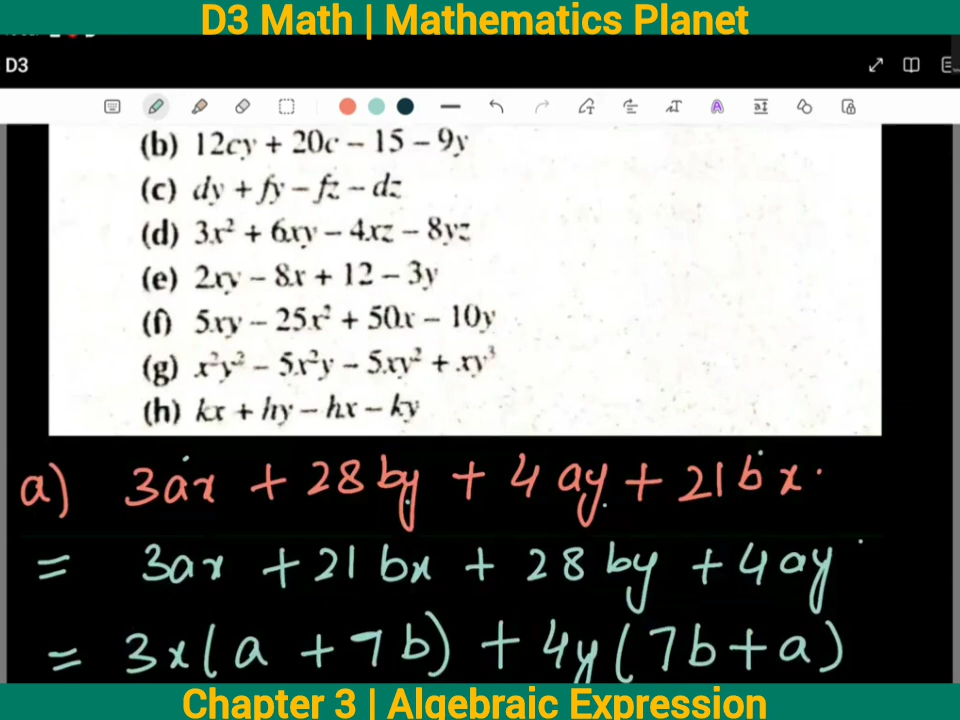 D3 Math | Mathematics Planet
D3
(b) 12cy + 20c – 15 – 9y
(c) dy + fy – fz – dz
(d) 3x² + 6xy – 4xz – 8yz
(e) 2xy – 8x + 12 – 3y
(f) 5xy – 25x² + 50x – 10y
(g) x²y² – 5x²y – 5xy² + xy³
(h) kx + hy – hx – ky
a) 3ax + 28by + 4ay + 21bx.
= 3ax + 21bx + 28by + 4ay
= 3x(a + 7b) + 4y(7b+a)
Chapter 3 | Algebraic Expression